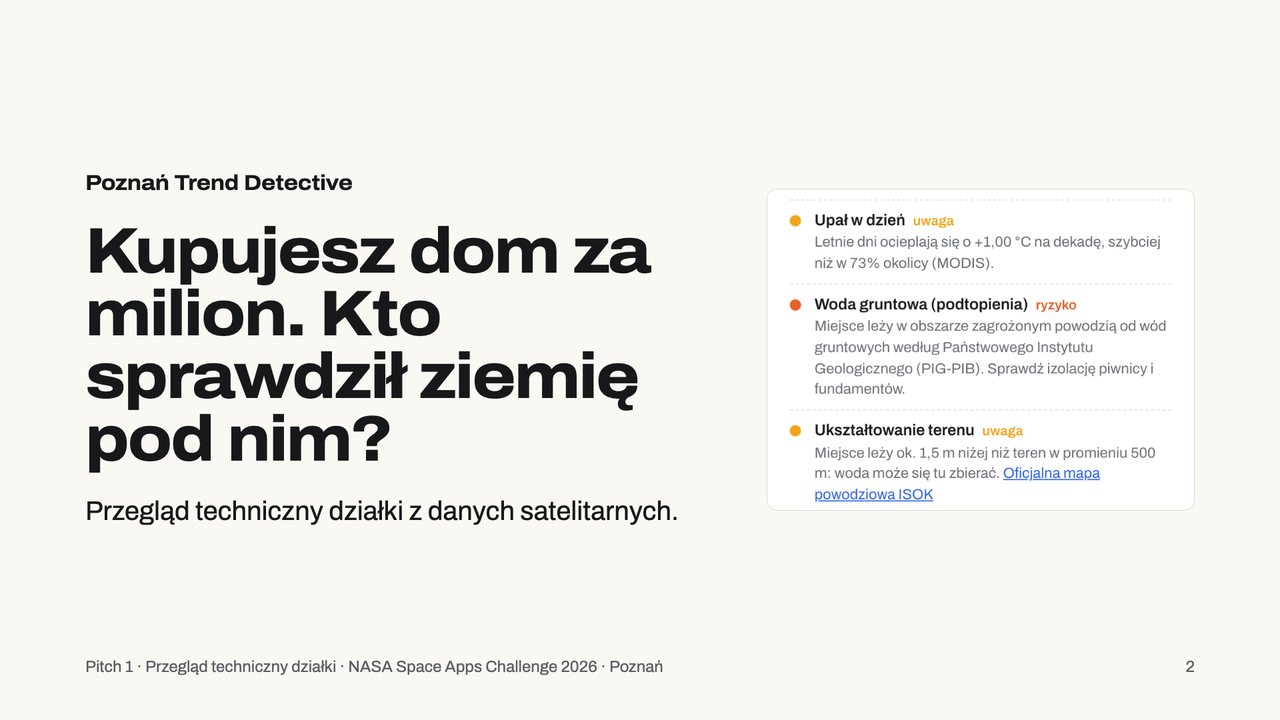 Poznań Trend Detective
Kupujesz dom za
milion. Kto
sprawdził ziemię
pod nim?
Przegląd techniczny działki z danych satelitarnych.
Upał w dzień uwaga
Letnie dni ocieplają się o +1,00 °C na dekadę, szybciej
niż w 73% okolicy (MODIS).
Woda gruntowa (podtopienia) ryzyko
Miejsce leży w obszarze zagrożonym powodzią od wód
gruntowych według Państwowego Instytutu
Geologicznego (PIG-PIB). Sprawdź izolację piwnicy i
fundamentów.
Ukształtowanie terenu uwaga
Miejsce leży ok. 1,5 m niżej niż teren w promieniu 500
m: woda może się tu zbierać. Oficjalna mapa
powodziowa ISOK
Pitch 1 · Przegląd techniczny działki · NASA Space Apps Challenge 2026 · Poznań
2